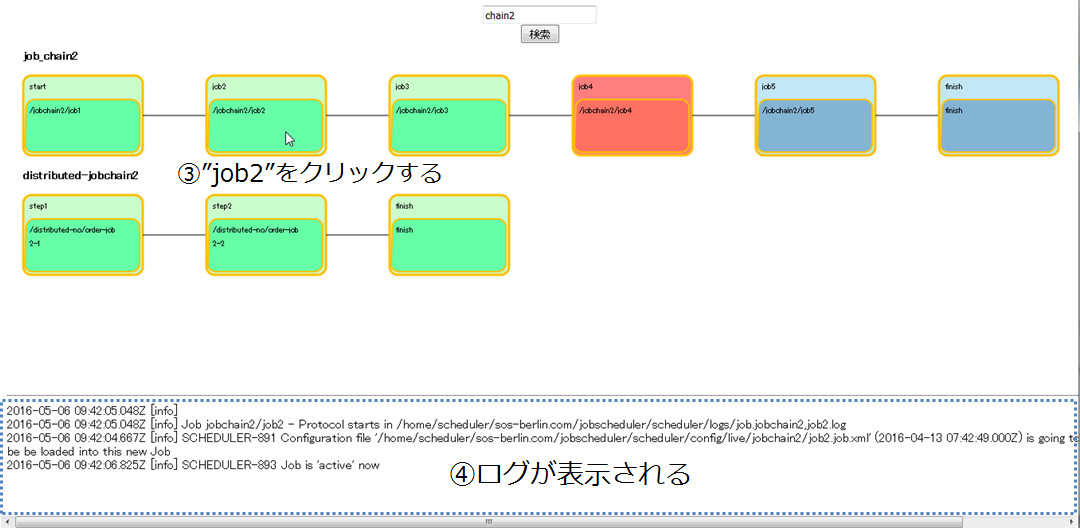 chain2
検索
job_chain2
start
/jobchain2/job1
job2
/jobchain2/job2
job3
/jobchain2/job3
job4
/jobchain2/job4
job5
/jobchain2/job5
finish
finish
③”job2”をクリックする
distributed-jobchain2
step1
/distributed-no/order-job
2-1
step2
/distributed-no/order-job
2-2
finish
finish
2016-05-06 09:42:05.048Z [info]
2016-05-06 09:42:05.048Z [info] Job jobchain2/job2 - Protocol starts in /home/scheduler/sos-berlin.com/jobscheduler/scheduler/logs/job.jobchain2,job2.log
2016-05-06 09:42:04.667Z [info] SCHEDULER-891 Configuration file '/home/scheduler/sos-berlin.com/jobscheduler/scheduler/config/live/jobchain2/job2.job.xml' (2016-04-13 07:42:49.000Z) is going to
be be loaded into this new Job
2016-05-06 09:42:06.825Z [info] SCHEDULER-893 Job is 'active' now
④ログが表示される